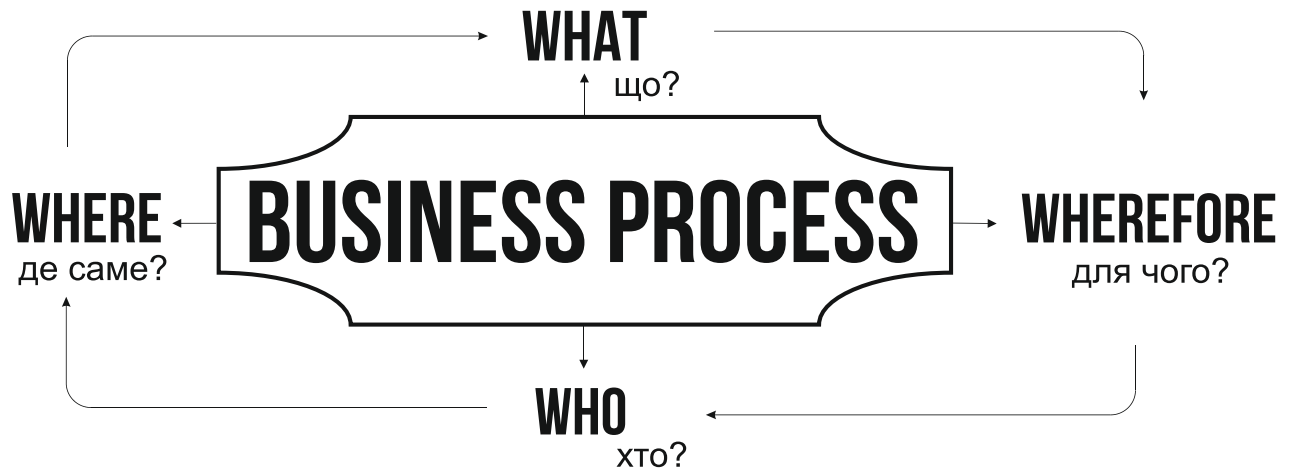 WHAT
що?
WHERE
де саме?
BUSINESS PROCESS
WHEREFORE
для чого?
WHO
хто?